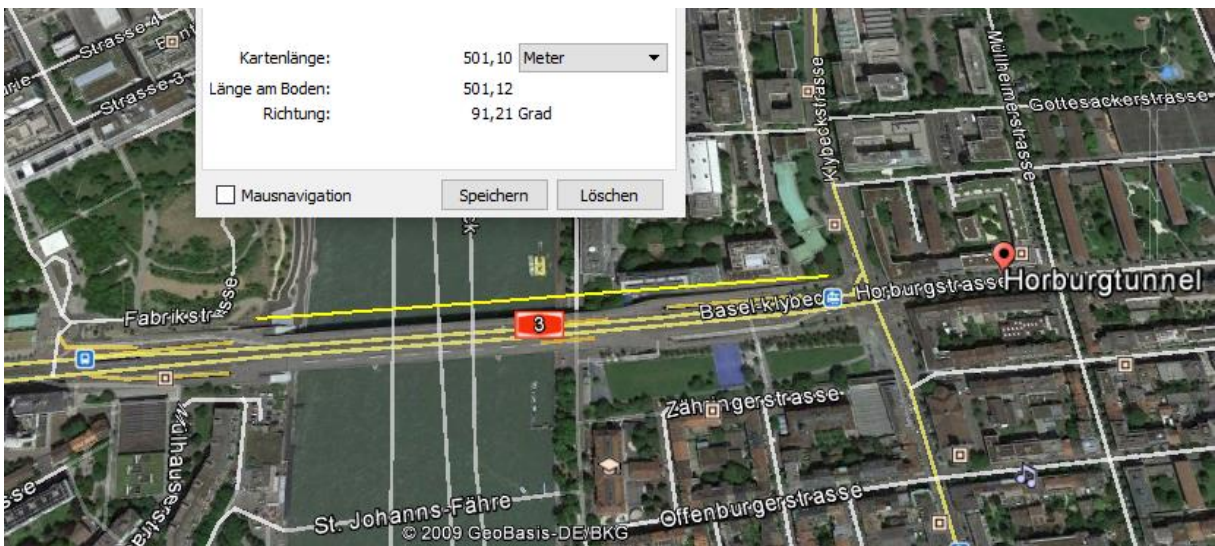 Strasse 4
Kartenlänge: 501,10 Meter
Länge am Boden: 501,12
Richtung: 91,21 Grad
Strasse 3
Mausnavigation Speichern Löschen
Klybeckstrasse
Müllheimerstrasse
Gottesackerstrasse
Fabrikstrasse
3
Basel-klybeck
Horburgstrasse
Horburgtunnel
Zähringerstrasse
St. Johanns-Fähre
Offenburgerstrasse
© 2009 GeoBasis-DE/BKG